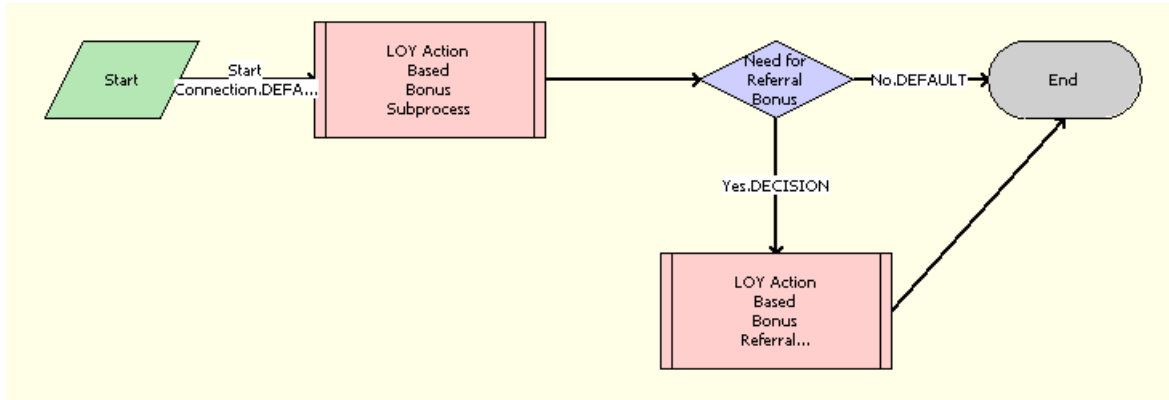 Start
Start
Connection.DEFA...
LOY Action
Based
Bonus
Subprocess
Need for
Referral
Bonus
No.DEFAULT
End
Yes.DECISION
LOY Action
Based
Bonus
Referral...